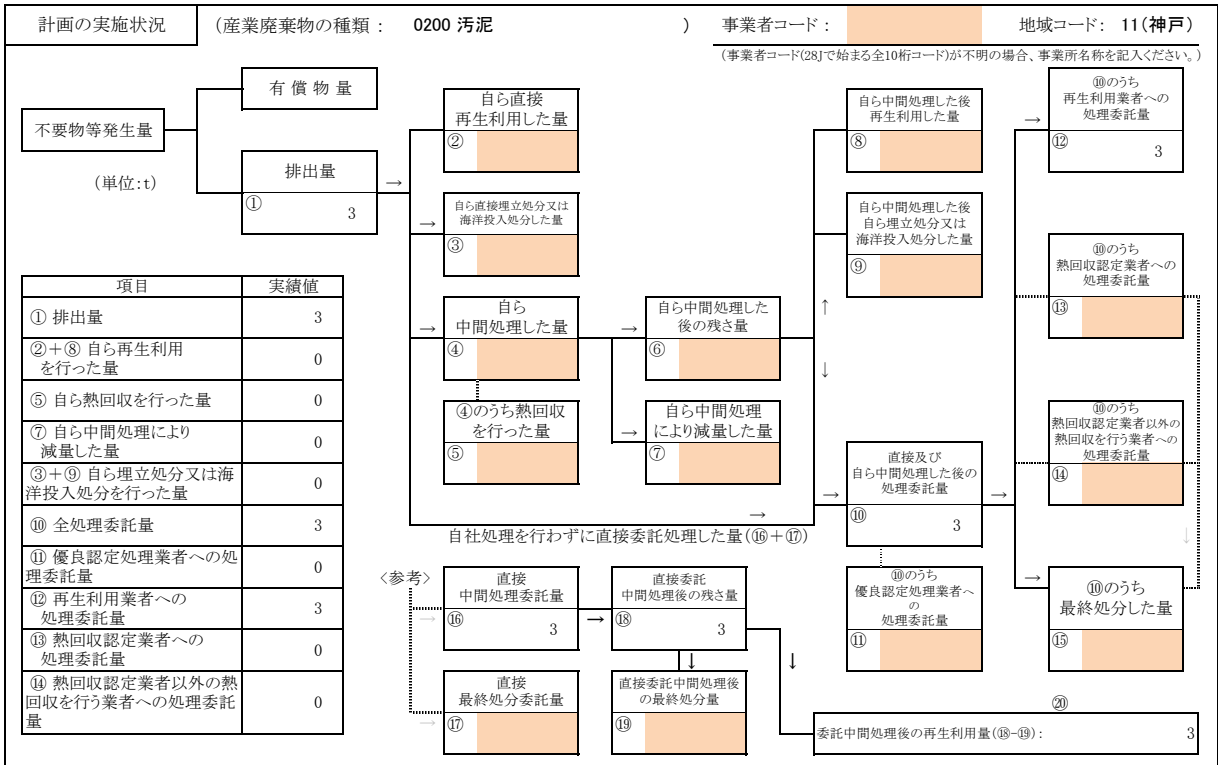 計画の実施状況
(産業廃棄物の種類： 0200 汚泥 )
事業者コード：
地域コード： 11(神戸)
(事業者コード(28Jで始まる全10桁コード)が不明の場合、事業所名称を記入ください。)
不要物等発生量
(単位:t)
有償物量
排出量
①
3
→
自ら直接
再生利用した量
②
→
自ら直接埋立処分又は
海洋投入処分した量
③
→
自ら
中間処理した量
④
④のうち熱回収
を行った量
⑤
→
自ら中間処理した
後の残さ量
⑥
→
自ら中間処理
により減量した量
⑦
自ら中間処理した後
再生利用した量
⑧
自ら中間処理した後
自ら埋立処分又は
海洋投入処分した量
⑨
↑
↓
→
自社処理を行わずに直接委託処理した量(⑯+⑰)
→
直接及び
自ら中間処理した後の
処理委託量
⑩
3
→
⑩のうち
優良認定処理業者へ
の
処理委託量
⑪
→
⑩のうち
再生利用業者への
処理委託量
⑫
3
⑩のうち
熱回収認定業者への
処理委託量
⑬
⑩のうち
熱回収認定業者以外の
熱回収を行う業者への
処理委託量
⑭
↓
→
⑩のうち
最終処分した量
⑮
項目 実績値
① 排出量 3
②+⑧ 自ら再生利用
を行った量 0
⑤ 自ら熱回収を行った量 0
⑦ 自ら中間処理により
減量した量 0
③+⑨ 自ら埋立処分又は海
洋投入処分を行った量 0
⑩ 全処理委託量 3
⑪ 優良認定処理業者への処
理委託量 0
⑫ 再生利用業者への
処理委託量 3
⑬ 熱回収認定業者への
処理委託量 0
⑭ 熱回収認定業者以外の熱
回収を行う業者への処理委託
量 0
〈参考〉
→
直接
中間処理委託量
⑯
3
→
直接委託
中間処理後の残さ量
⑱
3
↓
↓
→
直接
最終処分委託量
⑰
直接委託中間処理後
の最終処分量
⑲
⑳
委託中間処理後の再生利用量(⑱-⑲)： 3